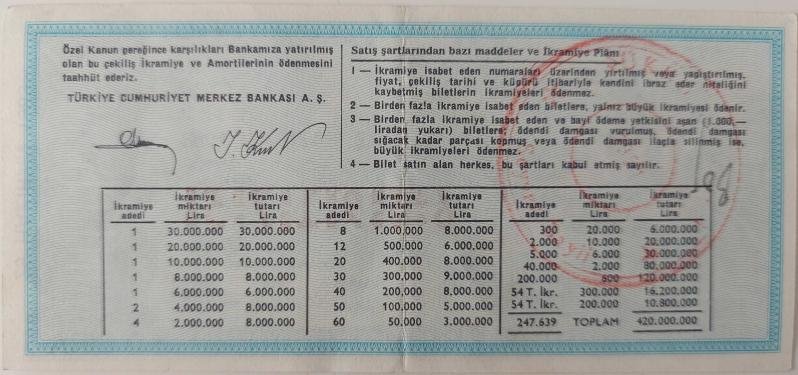 Özel Kanun gereğince karşılıkları Bankamıza yatırılmış
olan bu çekiliş İkramiye ve Amortilerinin ödenmesini
taahhüt ederiz.
TÜRKİYE CUMHURİYET MERKEZ BANKASI A. Ş.
Satış şartlarından bazı maddeler ve İkramiye Plânı
1 — İkramiye isabet eden numaraları üzerinden yırtılmış veya yapıştırılmış,
fiyat, çekiliş tarihi ve küpürü itibariyle kendini ibraz eder niteliğini
kaybetmiş biletlerin ikramiyeleri ödenmez.
2 — Birden fazla ikramiye isabet eden biletlere, yalnız büyük ikramiyesi ödenir.
3 — Birden fazla ikramiye isabet eden ve bayi ödeme yetkisini aşan (1.000,—
liradan yukarı) biletlere; ödendi damgası vurulmuş, ödendi damgası
sığacak kadar parçası kopmuş veya ödendi damgası ilaçla silinmiş ise,
büyük ikramiyeleri ödenmez.
4 — Bilet satın alan herkes, bu şartları kabul etmiş sayılır.
İkramiye adedi İkramiye miktarı Lira İkramiye tutarı Lira
1 30.000.000 30.000.000
1 20.000.000 20.000.000
1 10.000.000 10.000.000
1 8.000.000 8.000.000
1 6.000.000 6.000.000
2 4.000.000 8.000.000
4 2.000.000 8.000.000
İkramiye adedi İkramiye miktarı Lira İkramiye tutarı Lira
8 1.000,000 8.000.000
12 500,000 6.000.000
20 400.000 8.000.000
30 300,000 9.000.000
40 200,000 8.000.000
50 100,000 5.000.000
60 50,000 3.000.000
İkramiye adedi İkramiye miktarı Lira İkramiye tutarı Lira
300 20.000 6.000.000
2.000 10.000 20.000.000
5.000 6.000 30.000.000
40.000 2.000 80.000.000
200.000 600 120.000.000
54 T. İkr. 300.000 16.200.000
54 T. İkr. 200.000 10.800.000
247.639 TOPLAM 420.000.000